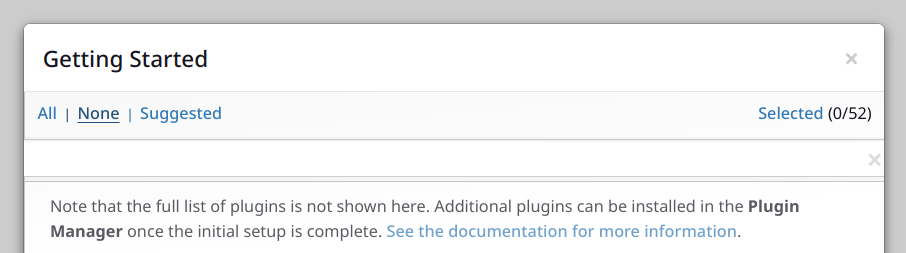 Getting Started ×
All | None | Suggested Selected (0/52)
×
Note that the full list of plugins is not shown here. Additional plugins can be installed in the Plugin
Manager once the initial setup is complete. See the documentation for more information.